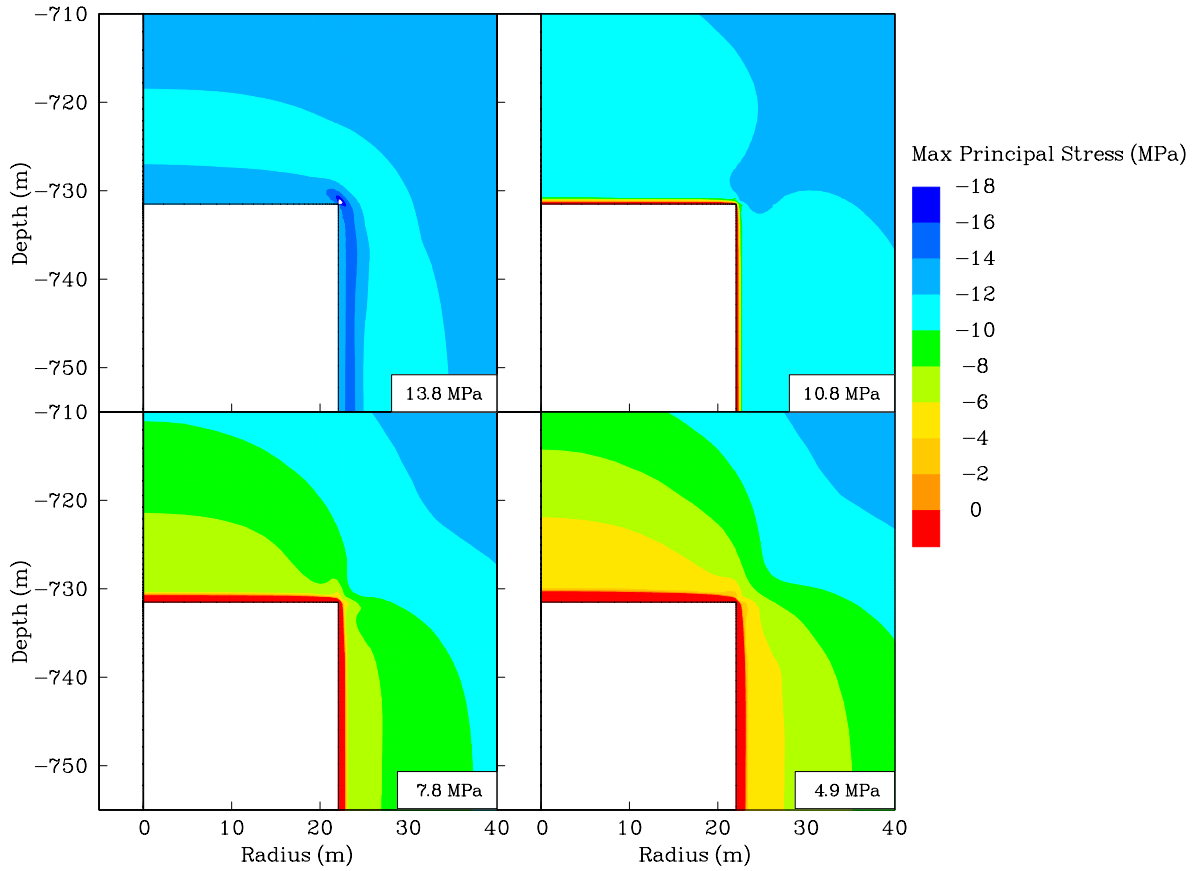 −710
−720
−730
−740
−750
Depth (m)
13.8 MPa
10.8 MPa
Max Principal Stress (MPa)
−18
−16
−14
−12
−10
−8
−6
−4
−2
0
−710
−720
−730
−740
−750
Depth (m)
7.8 MPa
4.9 MPa
0 10 20 30 40
Radius (m)
0 10 20 30 40
Radius (m)